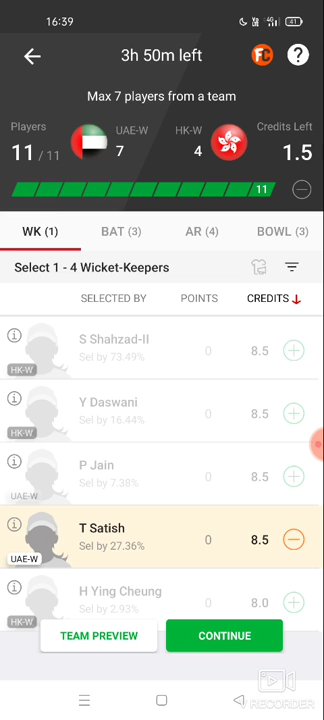 16:39
41
3h 50m left
FC
?
Max 7 players from a team
Players
UAE-W
HK-W
Credits Left
11 / 11
7
4
1.5
11
WK (1)
BAT (3)
AR (4)
BOWL (3)
Select 1 - 4 Wicket-Keepers
SELECTED BY
POINTS
CREDITS
S Shahzad-II
Sel by 73.49%
0
8.5
HK-W
Y Daswani
Sel by 16.44%
0
8.5
HK-W
P Jain
Sel by 7.38%
0
8.5
UAE-W
T Satish
Sel by 27.36%
0
8.5
UAE-W
H Ying Cheung
Sel by 2.93%
0
8.0
HK-W
TEAM PREVIEW
CONTINUE
RECORDER